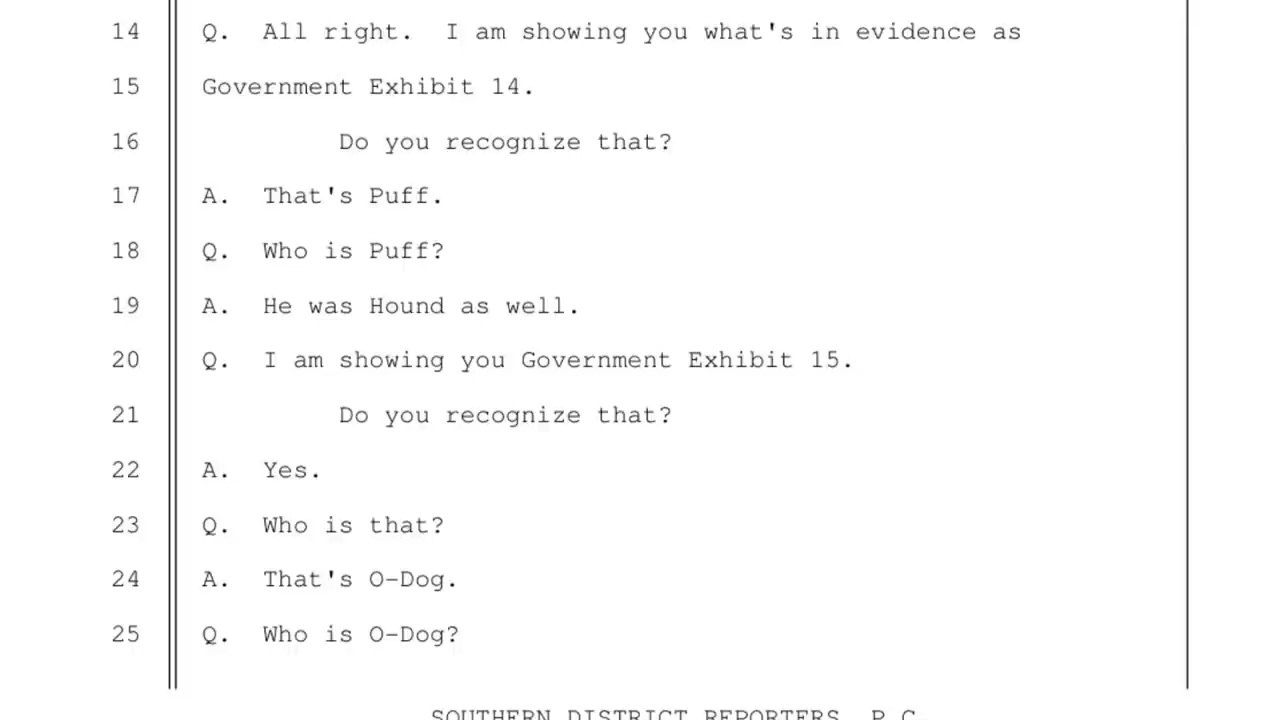 14 Q. All right. I am showing you what's in evidence as
15 Government Exhibit 14.
16 Do you recognize that?
17 A. That's Puff.
18 Q. Who is Puff?
19 A. He was Hound as well.
20 Q. I am showing you Government Exhibit 15.
21 Do you recognize that?
22 A. Yes.
23 Q. Who is that?
24 A. That's O-Dog.
25 Q. Who is O-Dog?
SOUTHERN DISTRICT REPORTERS, P.C.